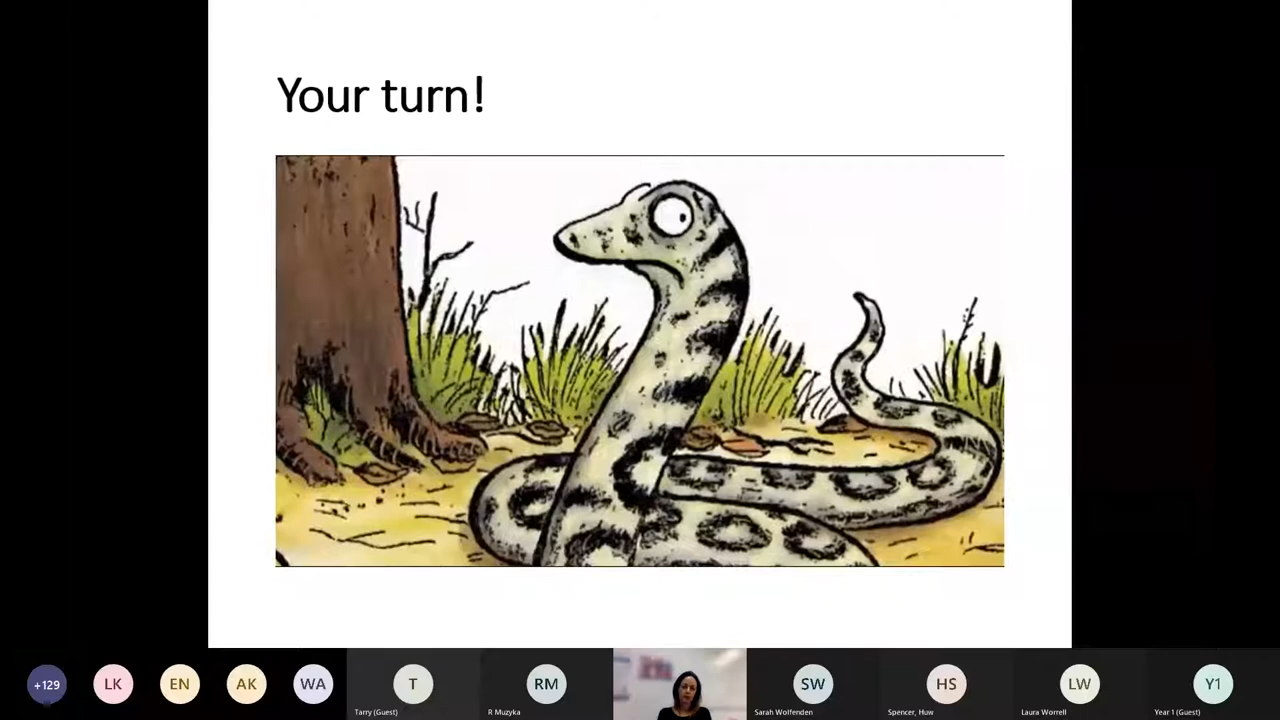 Your turn!
+129
LK
EN
AK
WA
T
RM
SW
HS
LW
Y1
Tarry (Guest)
R Muzyka
Sarah Wolfenden
Spencer, Huw
Laura Worrell
Year 1 (Guest)